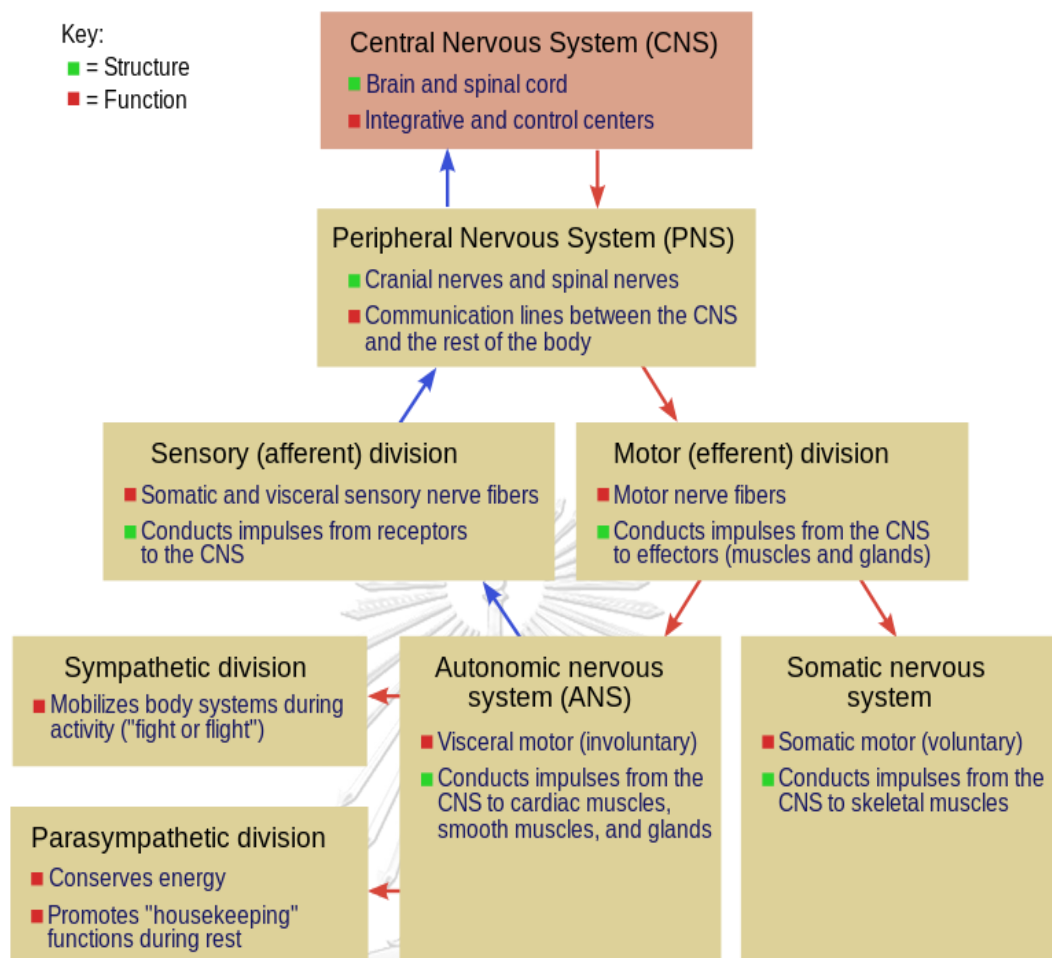 Key:
= Structure
= Function
Central Nervous System (CNS)
Brain and spinal cord
Integrative and control centers
Peripheral Nervous System (PNS)
Cranial nerves and spinal nerves
Communication lines between the CNS
and the rest of the body
Sensory (afferent) division
Somatic and visceral sensory nerve fibers
Conducts impulses from receptors
to the CNS
Motor (efferent) division
Motor nerve fibers
Conducts impulses from the CNS
to effectors (muscles and glands)
Sympathetic division
Mobilizes body systems during
activity ("fight or flight")
Parasympathetic division
Conserves energy
Promotes "housekeeping"
functions during rest
Autonomic nervous
system (ANS)
Visceral motor (involuntary)
Conducts impulses from the
CNS to cardiac muscles,
smooth muscles, and glands
Somatic nervous
system
Somatic motor (voluntary)
Conducts impulses from the
CNS to skeletal muscles